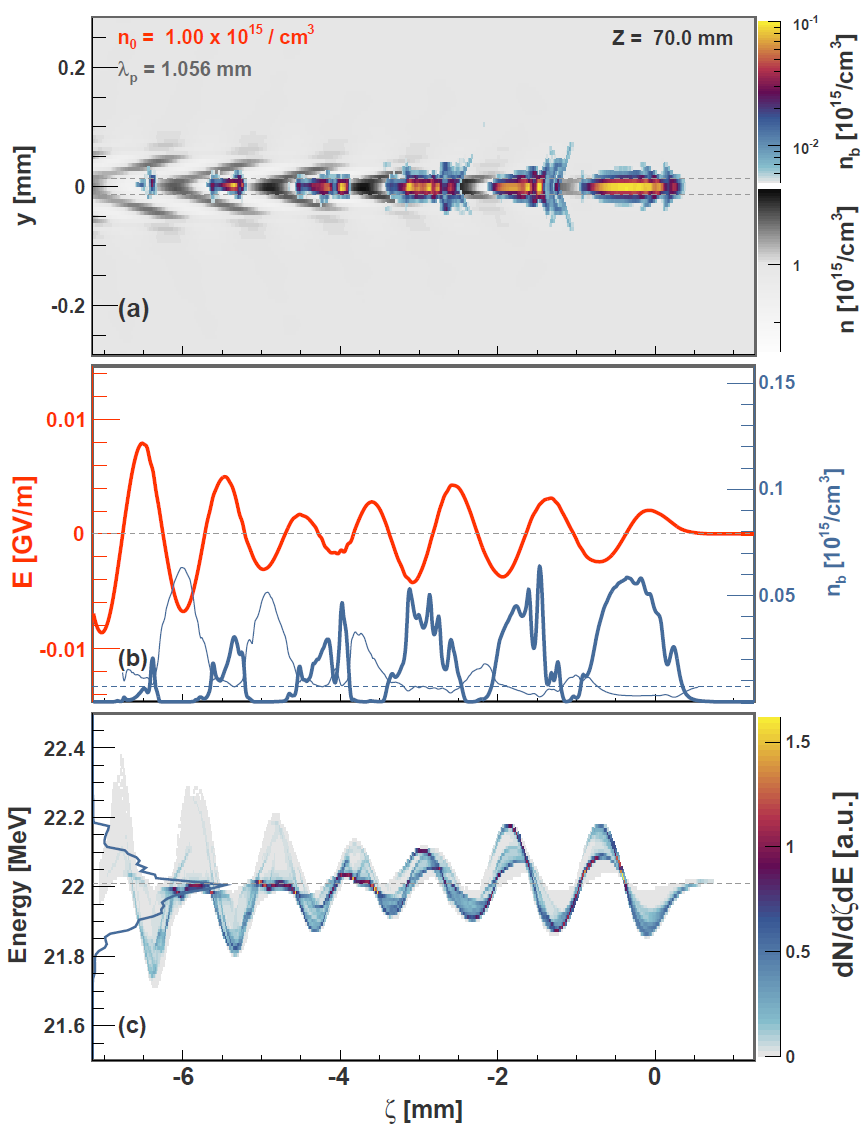 n₀ = 1.00 x 10¹⁵ / cm³
Z = 70.0 mm
λₚ = 1.056 mm
0.2
0
-0.2
y [mm]
(a)
10⁻¹
10⁻²
1
n_b [10¹⁵/cm³]
n [10¹⁵/cm³]
0.01
0
-0.01
E [GV/m]
(b)
0.15
0.1
0.05
n_b [10¹⁵/cm³]
22.4
22.2
22
21.8
21.6
Energy [MeV]
(c)
1.5
1
0.5
0
dN/dζdE [a.u.]
-6 -4 -2 0
ζ [mm]